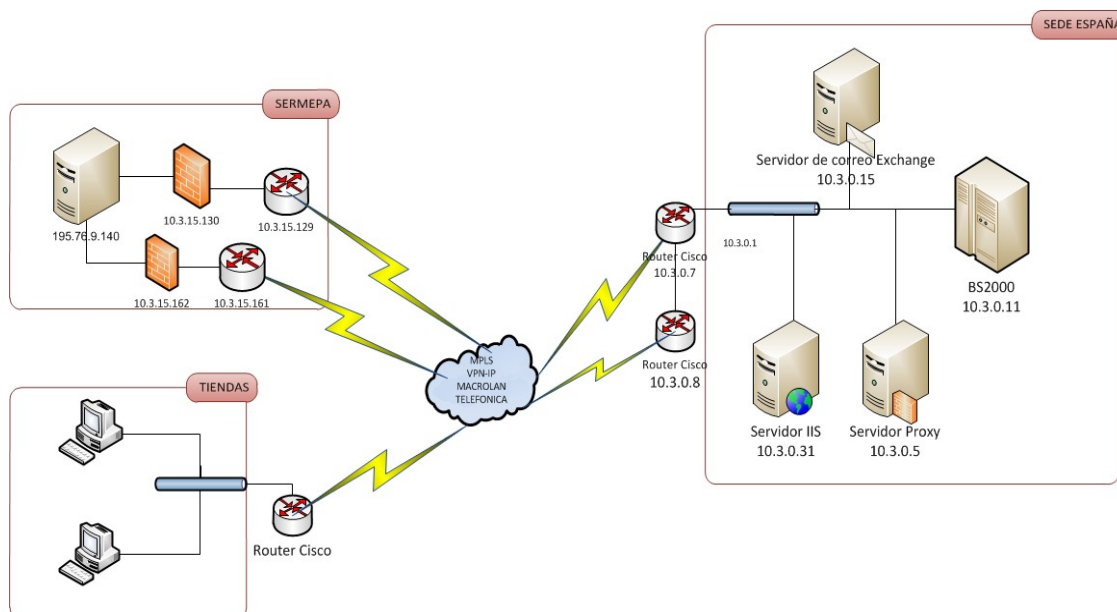 SEDE ESPAÑA
SERMEPA
195.76.9.140
10.3.15.130
10.3.15.129
10.3.15.162
10.3.15.161
TIENDAS
Router Cisco
MPLS
VPN-IP
MACROLAN
TELEFONICA
Router Cisco
10.3.0.7
Router Cisco
10.3.0.8
10.3.0.1
Servidor de correo Exchange
10.3.0.15
BS2000
10.3.0.11
Servidor IIS
10.3.0.31
Servidor Proxy
10.3.0.5